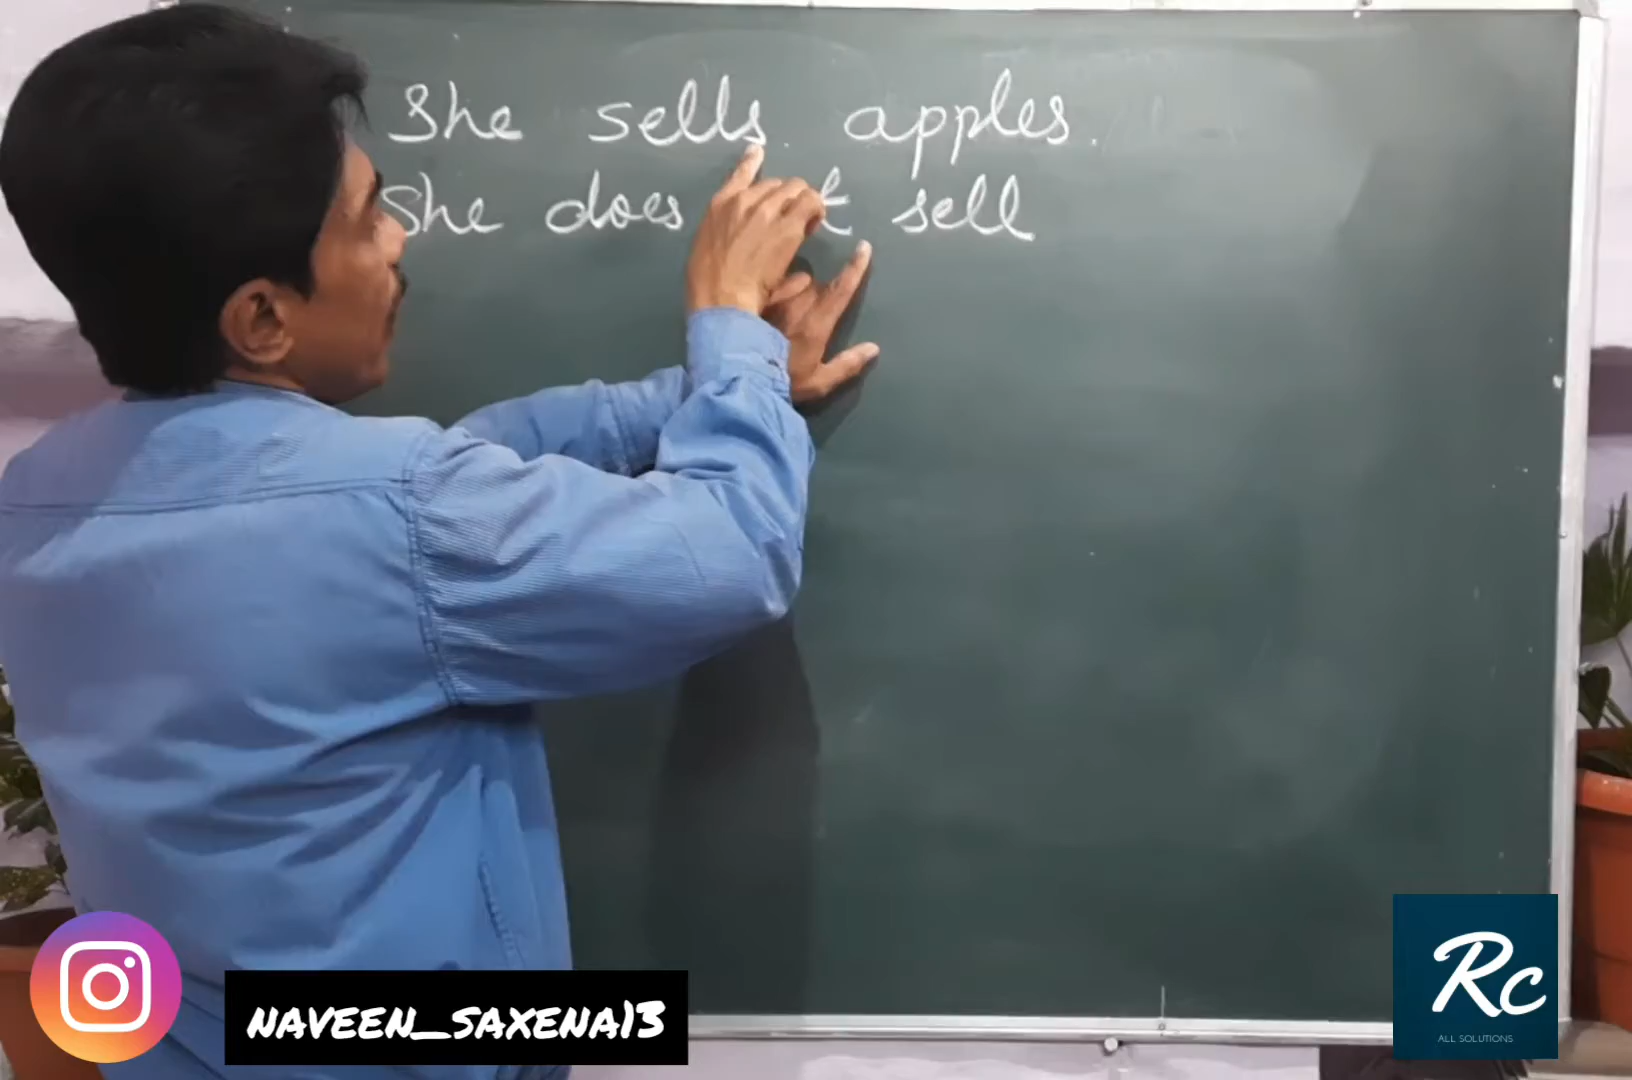 She sells apples.
She does t sell
naveen_saxena13
Rc
ALL SOLUTIONS